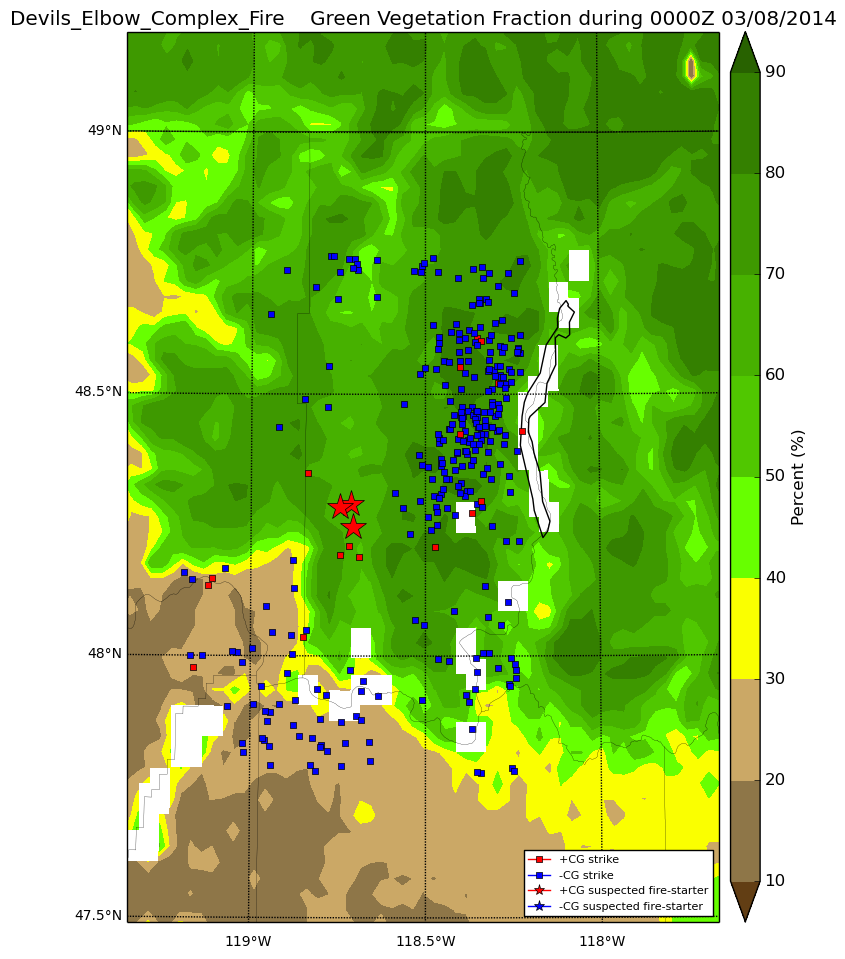 Devils_Elbow_Complex_Fire    Green Vegetation Fraction during 0000Z 03/08/2014
90
80
70
60
50
40
30
20
10
Percent (%)
49°N
48.5°N
48°N
47.5°N
119°W
118.5°W
118°W
+CG strike
-CG strike
+CG suspected fire-starter
-CG suspected fire-starter